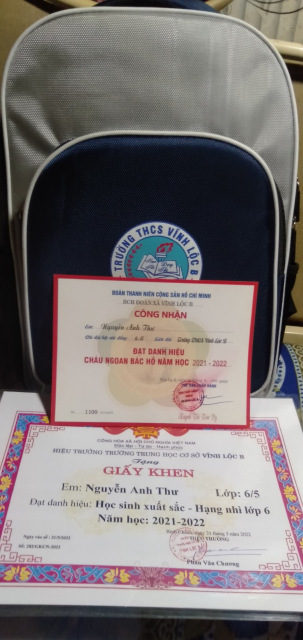 TRƯỜNG THCS VĨNH LỘC B
ĐOÀN THANH NIÊN CỘNG SẢN HỒ CHÍ MINH
BCH ĐOÀN XÃ VĨNH LỘC B
CÔNG NHẬN
Nguyễn Anh Thư
Trường THCS Vĩnh Lộc B
ĐẠT DANH HIỆU
CHÁU NGOAN BÁC HỒ NĂM HỌC 2021-2022
CỘNG HÒA XÃ HỘI CHỦ NGHĨA VIỆT NAM
Độc lập - Tự do - Hạnh phúc
HIỆU TRƯỞNG TRƯỜNG TRUNG HỌC CƠ SỞ VĨNH LỘC B
Tặng
GIẤY KHEN
Em: Nguyễn Anh Thư Lớp: 6/5
Đạt danh hiệu: Học sinh xuất sắc - Hạng nhì lớp 6
Năm học: 2021-2022
HIỆU TRƯỞNG
Phan Văn Chương